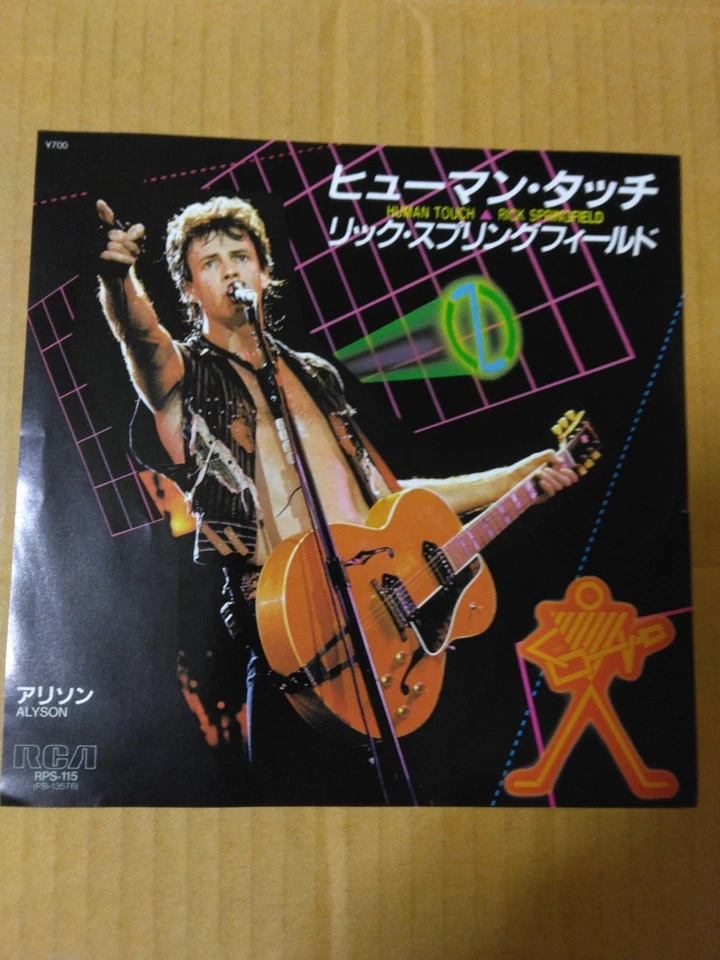 ¥700
ヒューマン・タッチ
HUMAN TOUCH ▲ RICK SPRINGFIELD
リック・スプリングフィールド
アリソン
ALYSON
RCA
RPS-115
(PB-13576)